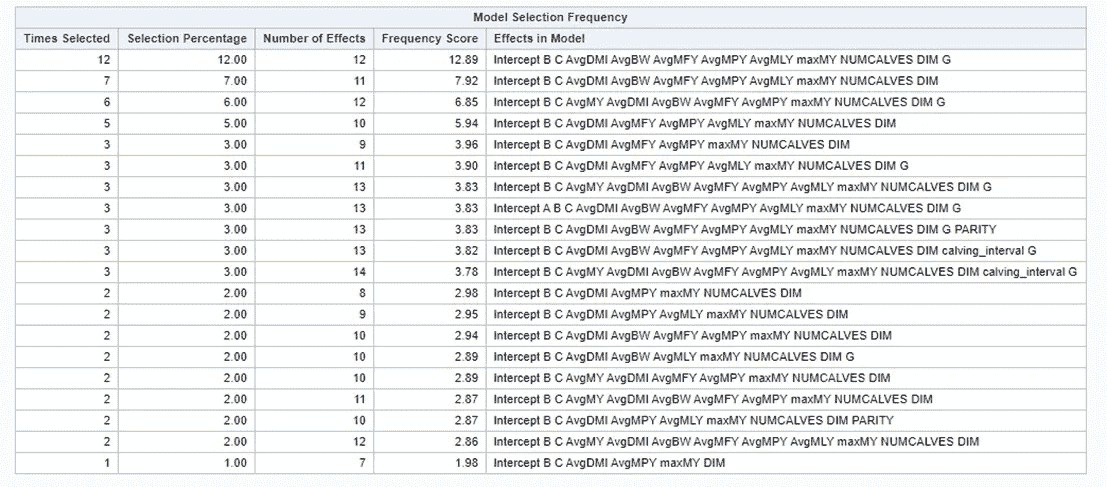 Model Selection Frequency
Times Selected Selection Percentage Number of Effects Frequency Score Effects in Model
12 12.00 12 12.89 Intercept B C AvgDMI AvgBW AvgMFY AvgMPY AvgMLY maxMY NUMCALVES DIM G
7 7.00 11 7.92 Intercept B C AvgDMI AvgBW AvgMFY AvgMPY AvgMLY maxMY NUMCALVES DIM
6 6.00 12 6.85 Intercept B C AvgMY AvgDMI AvgBW AvgMFY AvgMPY maxMY NUMCALVES DIM G
5 5.00 10 5.94 Intercept B C AvgDMI AvgMFY AvgMPY AvgMLY maxMY NUMCALVES DIM
3 3.00 9 3.96 Intercept B C AvgDMI AvgMFY AvgMPY maxMY NUMCALVES DIM
3 3.00 11 3.90 Intercept B C AvgDMI AvgMFY AvgMPY AvgMLY maxMY NUMCALVES DIM G
3 3.00 13 3.83 Intercept B C AvgMY AvgDMI AvgBW AvgMFY AvgMPY AvgMLY maxMY NUMCALVES DIM G
3 3.00 13 3.83 Intercept A B C AvgDMI AvgBW AvgMFY AvgMPY AvgMLY maxMY NUMCALVES DIM G
3 3.00 13 3.83 Intercept B C AvgDMI AvgBW AvgMFY AvgMPY AvgMLY maxMY NUMCALVES DIM G PARITY
3 3.00 13 3.82 Intercept B C AvgDMI AvgBW AvgMFY AvgMPY AvgMLY maxMY NUMCALVES DIM calving_interval G
3 3.00 14 3.78 Intercept B C AvgMY AvgDMI AvgBW AvgMFY AvgMPY AvgMLY maxMY NUMCALVES DIM calving_interval G
2 2.00 8 2.98 Intercept B C AvgDMI AvgMPY maxMY NUMCALVES DIM
2 2.00 9 2.95 Intercept B C AvgDMI AvgMPY AvgMLY maxMY NUMCALVES DIM
2 2.00 10 2.94 Intercept B C AvgDMI AvgBW AvgMFY AvgMPY maxMY NUMCALVES DIM
2 2.00 10 2.89 Intercept B C AvgDMI AvgBW AvgMLY maxMY NUMCALVES DIM G
2 2.00 10 2.89 Intercept B C AvgMY AvgDMI AvgMFY AvgMPY maxMY NUMCALVES DIM
2 2.00 11 2.87 Intercept B C AvgMY AvgDMI AvgBW AvgMFY AvgMPY maxMY NUMCALVES DIM
2 2.00 10 2.87 Intercept B C AvgDMI AvgMPY AvgMLY maxMY NUMCALVES DIM PARITY
2 2.00 12 2.86 Intercept B C AvgMY AvgDMI AvgBW AvgMFY AvgMPY AvgMLY maxMY NUMCALVES DIM
1 1.00 7 1.98 Intercept B C AvgDMI AvgMPY maxMY DIM